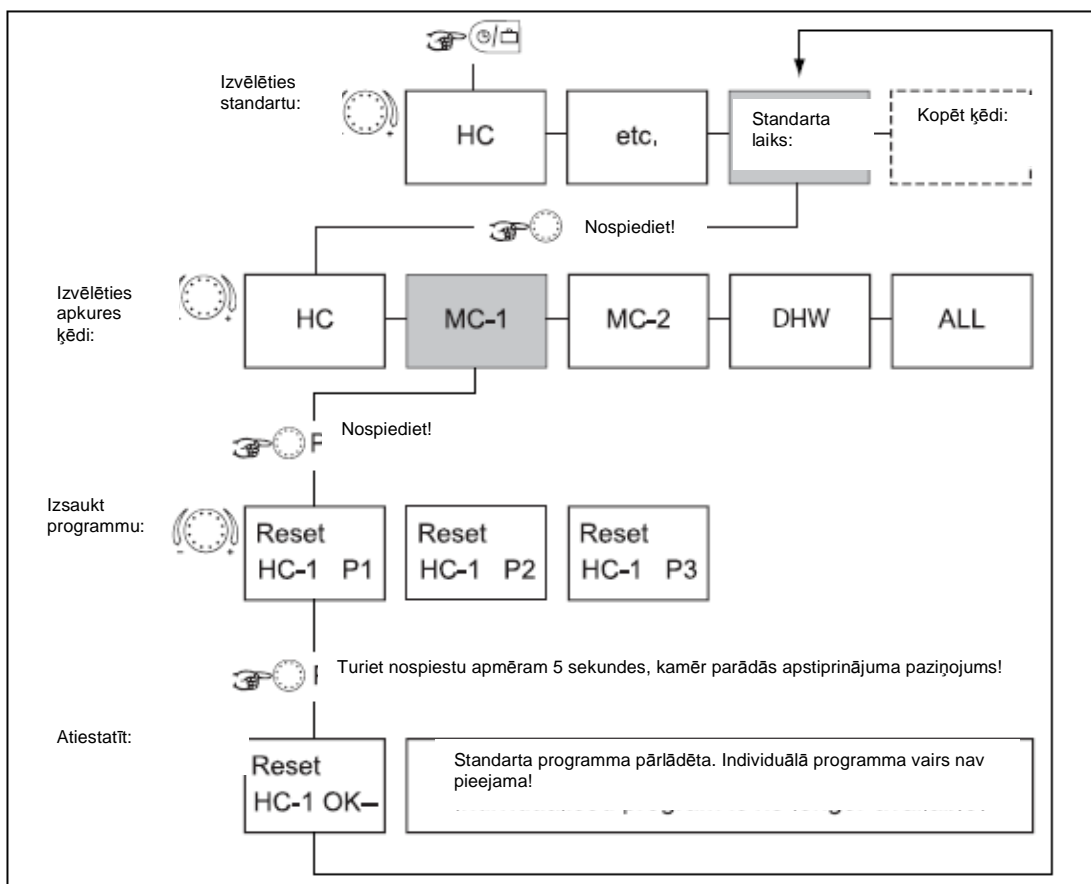 Izvēlēties
standartu:
HC
etc.
Standarta
laiks:
Kopēt ķēdi:
Nospiediet!
Izvēlēties
apkures
ķēdi:
HC
MC-1
MC-2
DHW
ALL
Nospiediet!
Izsaukt
programmu:
Reset
HC-1 P1
Reset
HC-1 P2
Reset
HC-1 P3
Turiet nospiestu apmēram 5 sekundes, kamēr parādās apstiprinājuma paziņojums!
Atiestatīt:
Reset
HC-1 OK–
Standarta programma pārlādēta. Individuālā programma vairs nav
pieejama!